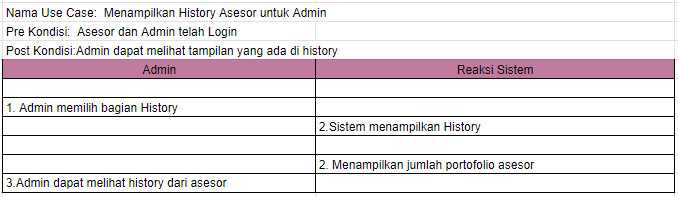 Nama Use Case:  Menampilkan History Asesor untuk Admin
Pre Kondisi:  Asesor dan Admin telah Login
Post Kondisi:Admin dapat melihat tampilan yang ada di history
Admin Reaksi Sistem
1. Admin memilih bagian History
2.Sistem menampilkan History
2. Menampilkan jumlah portofolio asesor
3.Admin dapat melihat history dari asesor